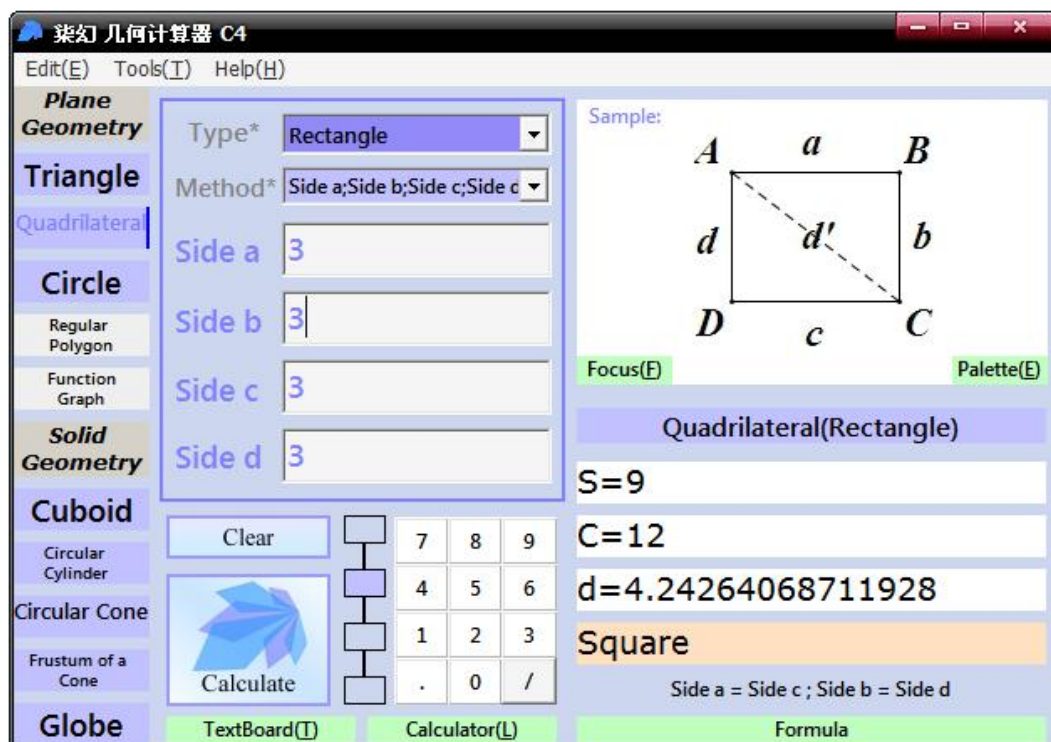 柒幻 几何计算器 C4
Edit(E) Tools(T) Help(H)
Plane
Geometry
Triangle
Quadrilateral
Circle
Regular
Polygon
Function
Graph
Solid
Geometry
Cuboid
Circular
Cylinder
Circular Cone
Frustum of a
Cone
Globe
Type* Rectangle
Method* Side a;Side b;Side c;Side d
Side a 3
Side b 3
Side c 3
Side d 3
Clear
Calculate
7 8 9
4 5 6
1 2 3
. 0 /
TextBoard(T) Calculator(L)
Sample:
A a B
d d' b
D c C
Focus(F) Palette(E)
Quadrilateral(Rectangle)
S=9
C=12
d=4.24264068711928
Square
Side a = Side c ; Side b = Side d
Formula